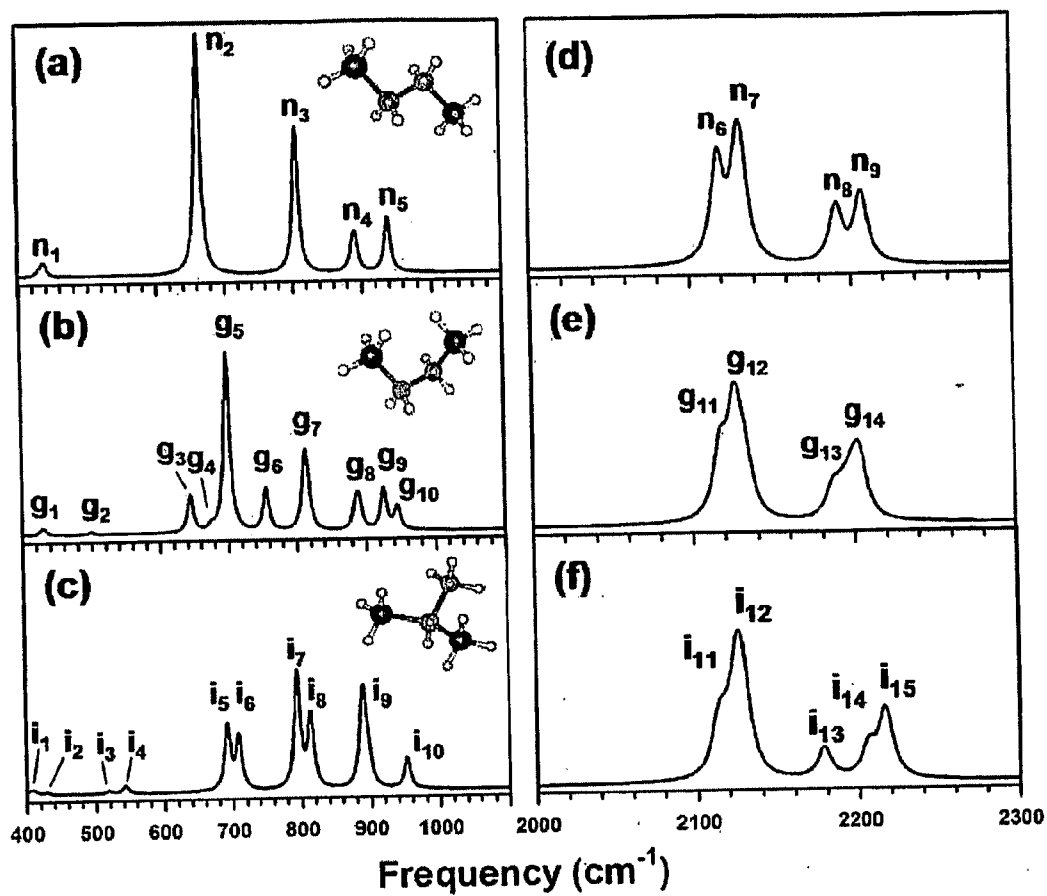 (a)
n₁
n₂
n₃
n₄
n₅
(d)
n₆
n₇
n₈
n₉
(b)
g₁
g₂
g₃
g₄
g₅
g₆
g₇
g₈
g₉
g₁₀
(e)
g₁₁
g₁₂
g₁₃
g₁₄
(c)
i₁
i₂
i₃
i₄
i₅
i₆
i₇
i₈
i₉
i₁₀
(f)
i₁₁
i₁₂
i₁₃
i₁₄
i₁₅
400 500 600 700 800 900 1000
2000 2100 2200 2300
Frequency (cm⁻¹)